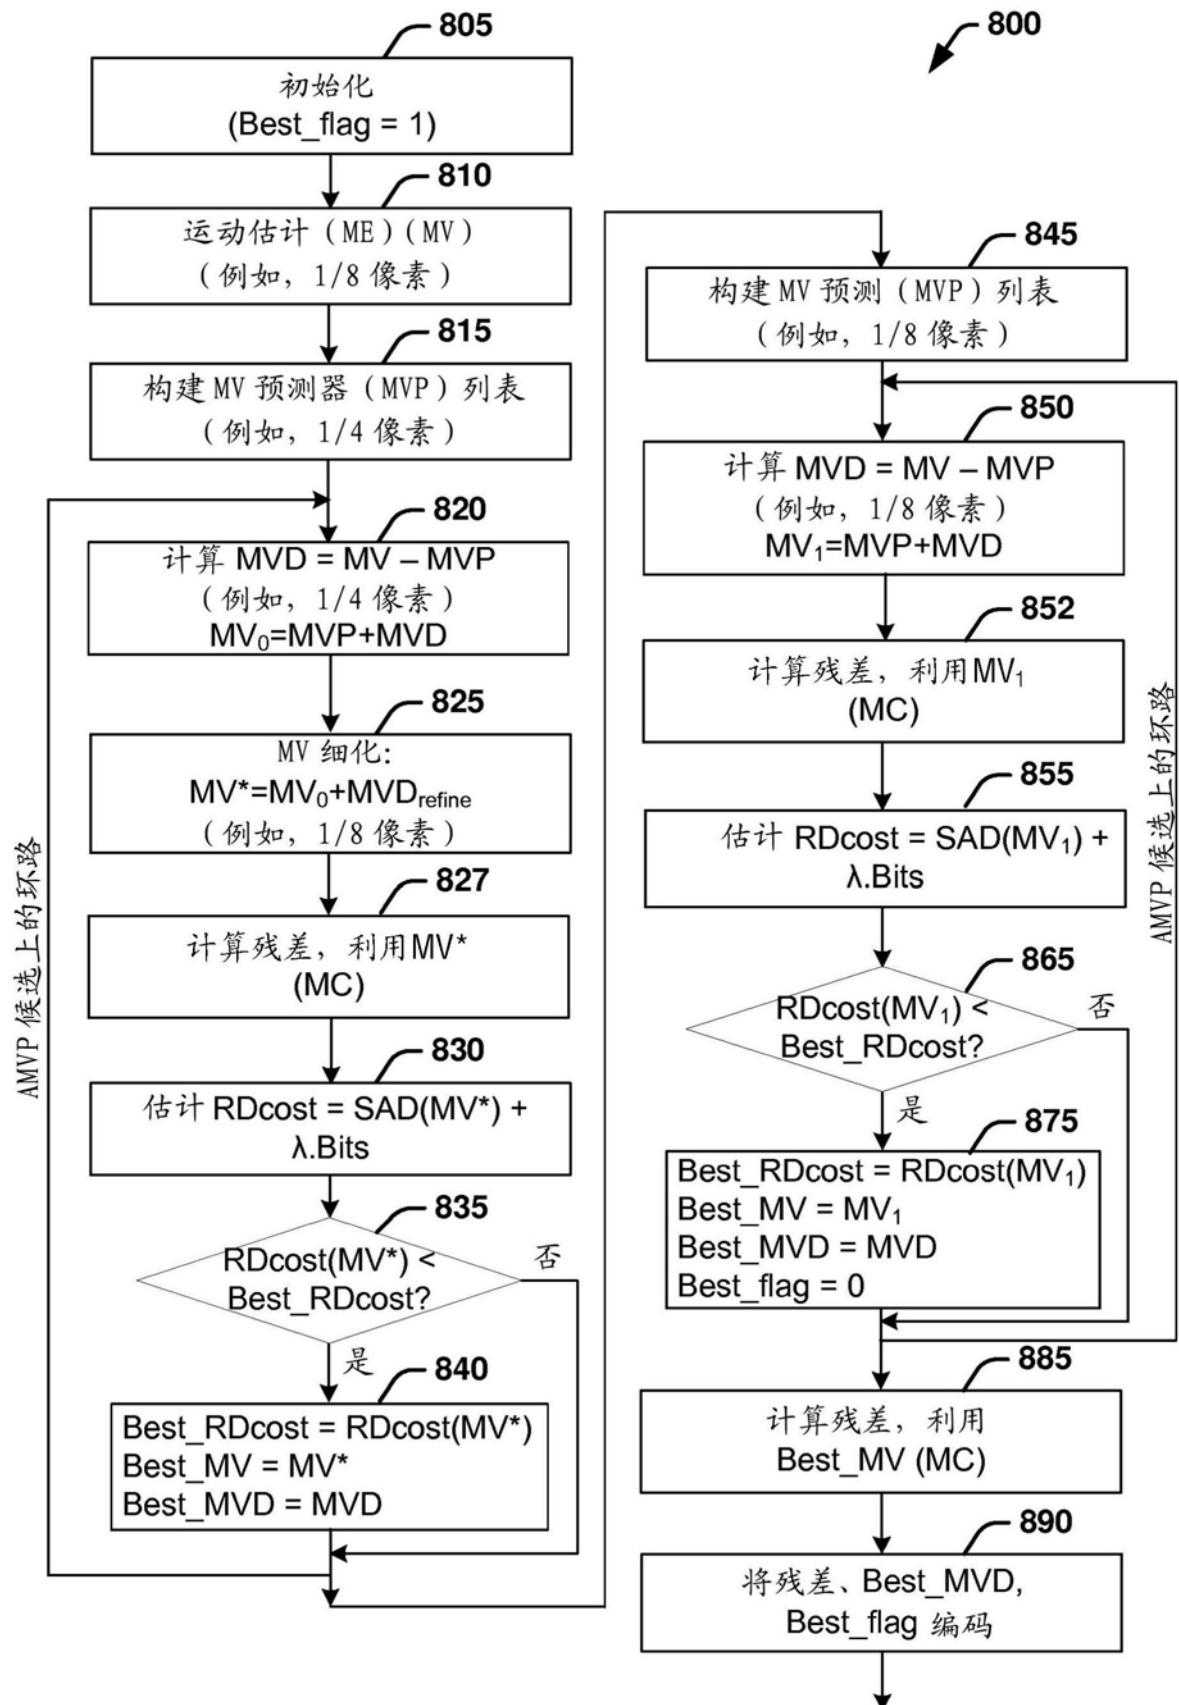 800
805
初始化
(Best_flag = 1)
810
运动估计（ME）(MV)
（例如，1/8 像素）
815
构建 MV 预测器（MVP）列表
（例如，1/4 像素）
820
计算 MVD = MV – MVP
（例如，1/4 像素）
MV₀=MVP+MVD
825
MV 细化：
MV*=MV₀+MVD_refine
（例如，1/8 像素）
827
计算残差，利用 MV*
(MC)
830
估计 RDcost = SAD(MV*) +
λ.Bits
835
RDcost(MV*) <
Best_RDcost?
否
是
840
Best_RDcost = RDcost(MV*)
Best_MV = MV*
Best_MVD = MVD
AMVP 候选上的环路
845
构建 MV 预测（MVP）列表
（例如，1/8 像素）
850
计算 MVD = MV – MVP
（例如，1/8 像素）
MV₁=MVP+MVD
852
计算残差，利用 MV₁
(MC)
855
估计 RDcost = SAD(MV₁) +
λ.Bits
865
RDcost(MV₁) <
Best_RDcost?
否
是
875
Best_RDcost = RDcost(MV₁)
Best_MV = MV₁
Best_MVD = MVD
Best_flag = 0
AMVP 候选上的环路
885
计算残差，利用
Best_MV (MC)
890
将残差、Best_MVD,
Best_flag 编码